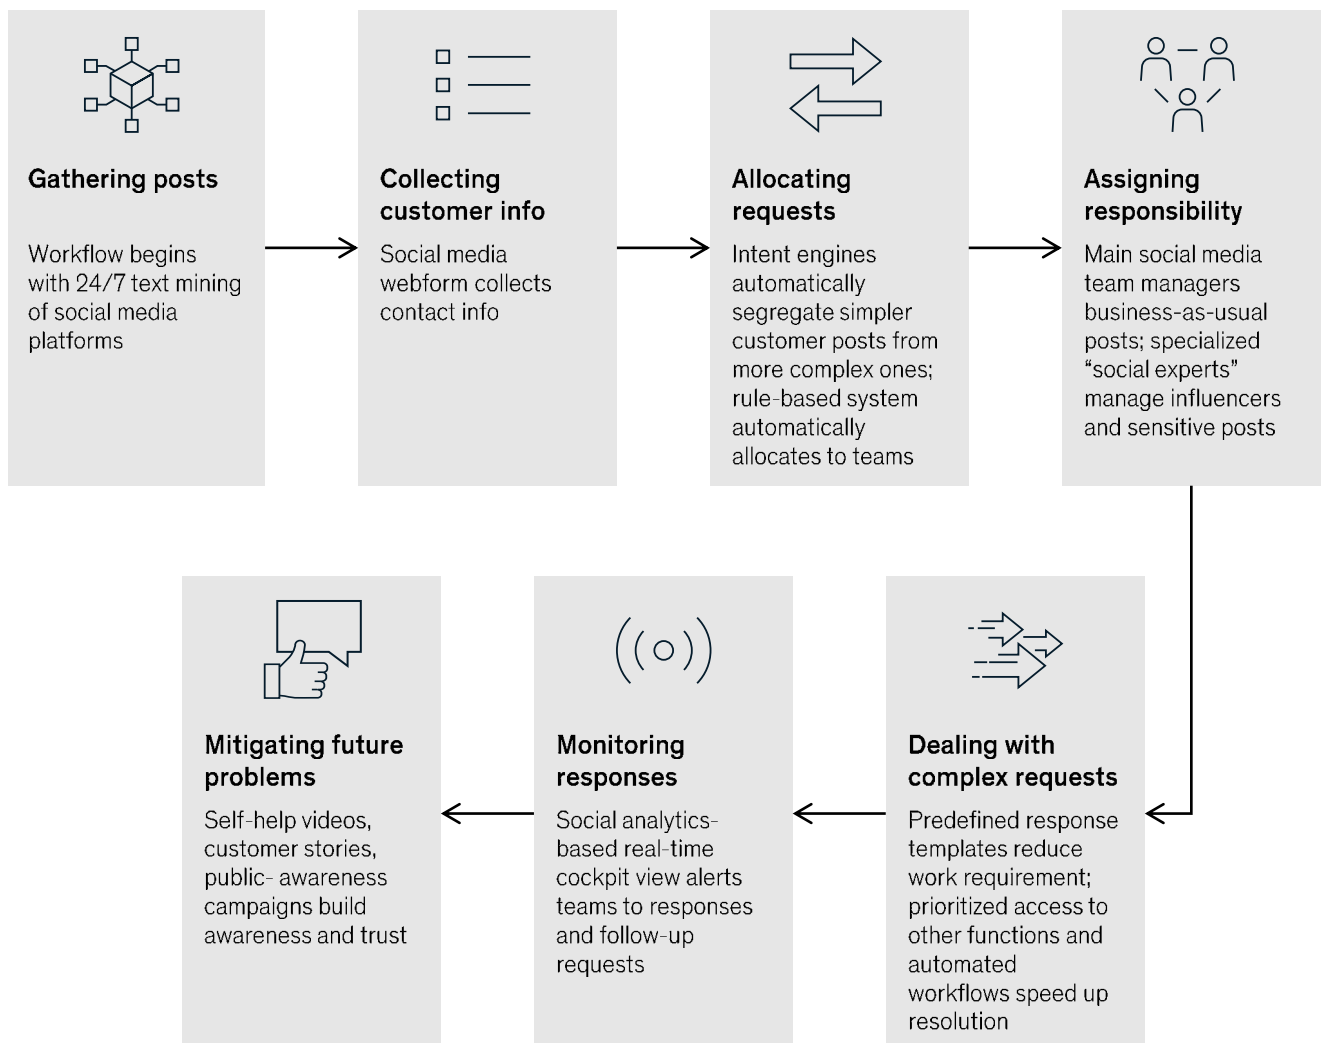 Gathering posts
Workflow begins
with 24/7 text mining
of social media
platforms
Collecting
customer info
Social media
webform collects
contact info
Allocating
requests
Intent engines
automatically
segregate simpler
customer posts from
more complex ones;
rule-based system
automatically
allocates to teams
Assigning
responsibility
Main social media
team managers
business-as-usual
posts; specialized
“social experts”
manage influencers
and sensitive posts
Dealing with
complex requests
Predefined response
templates reduce
work requirement;
prioritized access to
other functions and
automated
workflows speed up
resolution
Monitoring
responses
Social analytics-
based real-time
cockpit view alerts
teams to responses
and follow-up
requests
Mitigating future
problems
Self-help videos,
customer stories,
public- awareness
campaigns build
awareness and trust